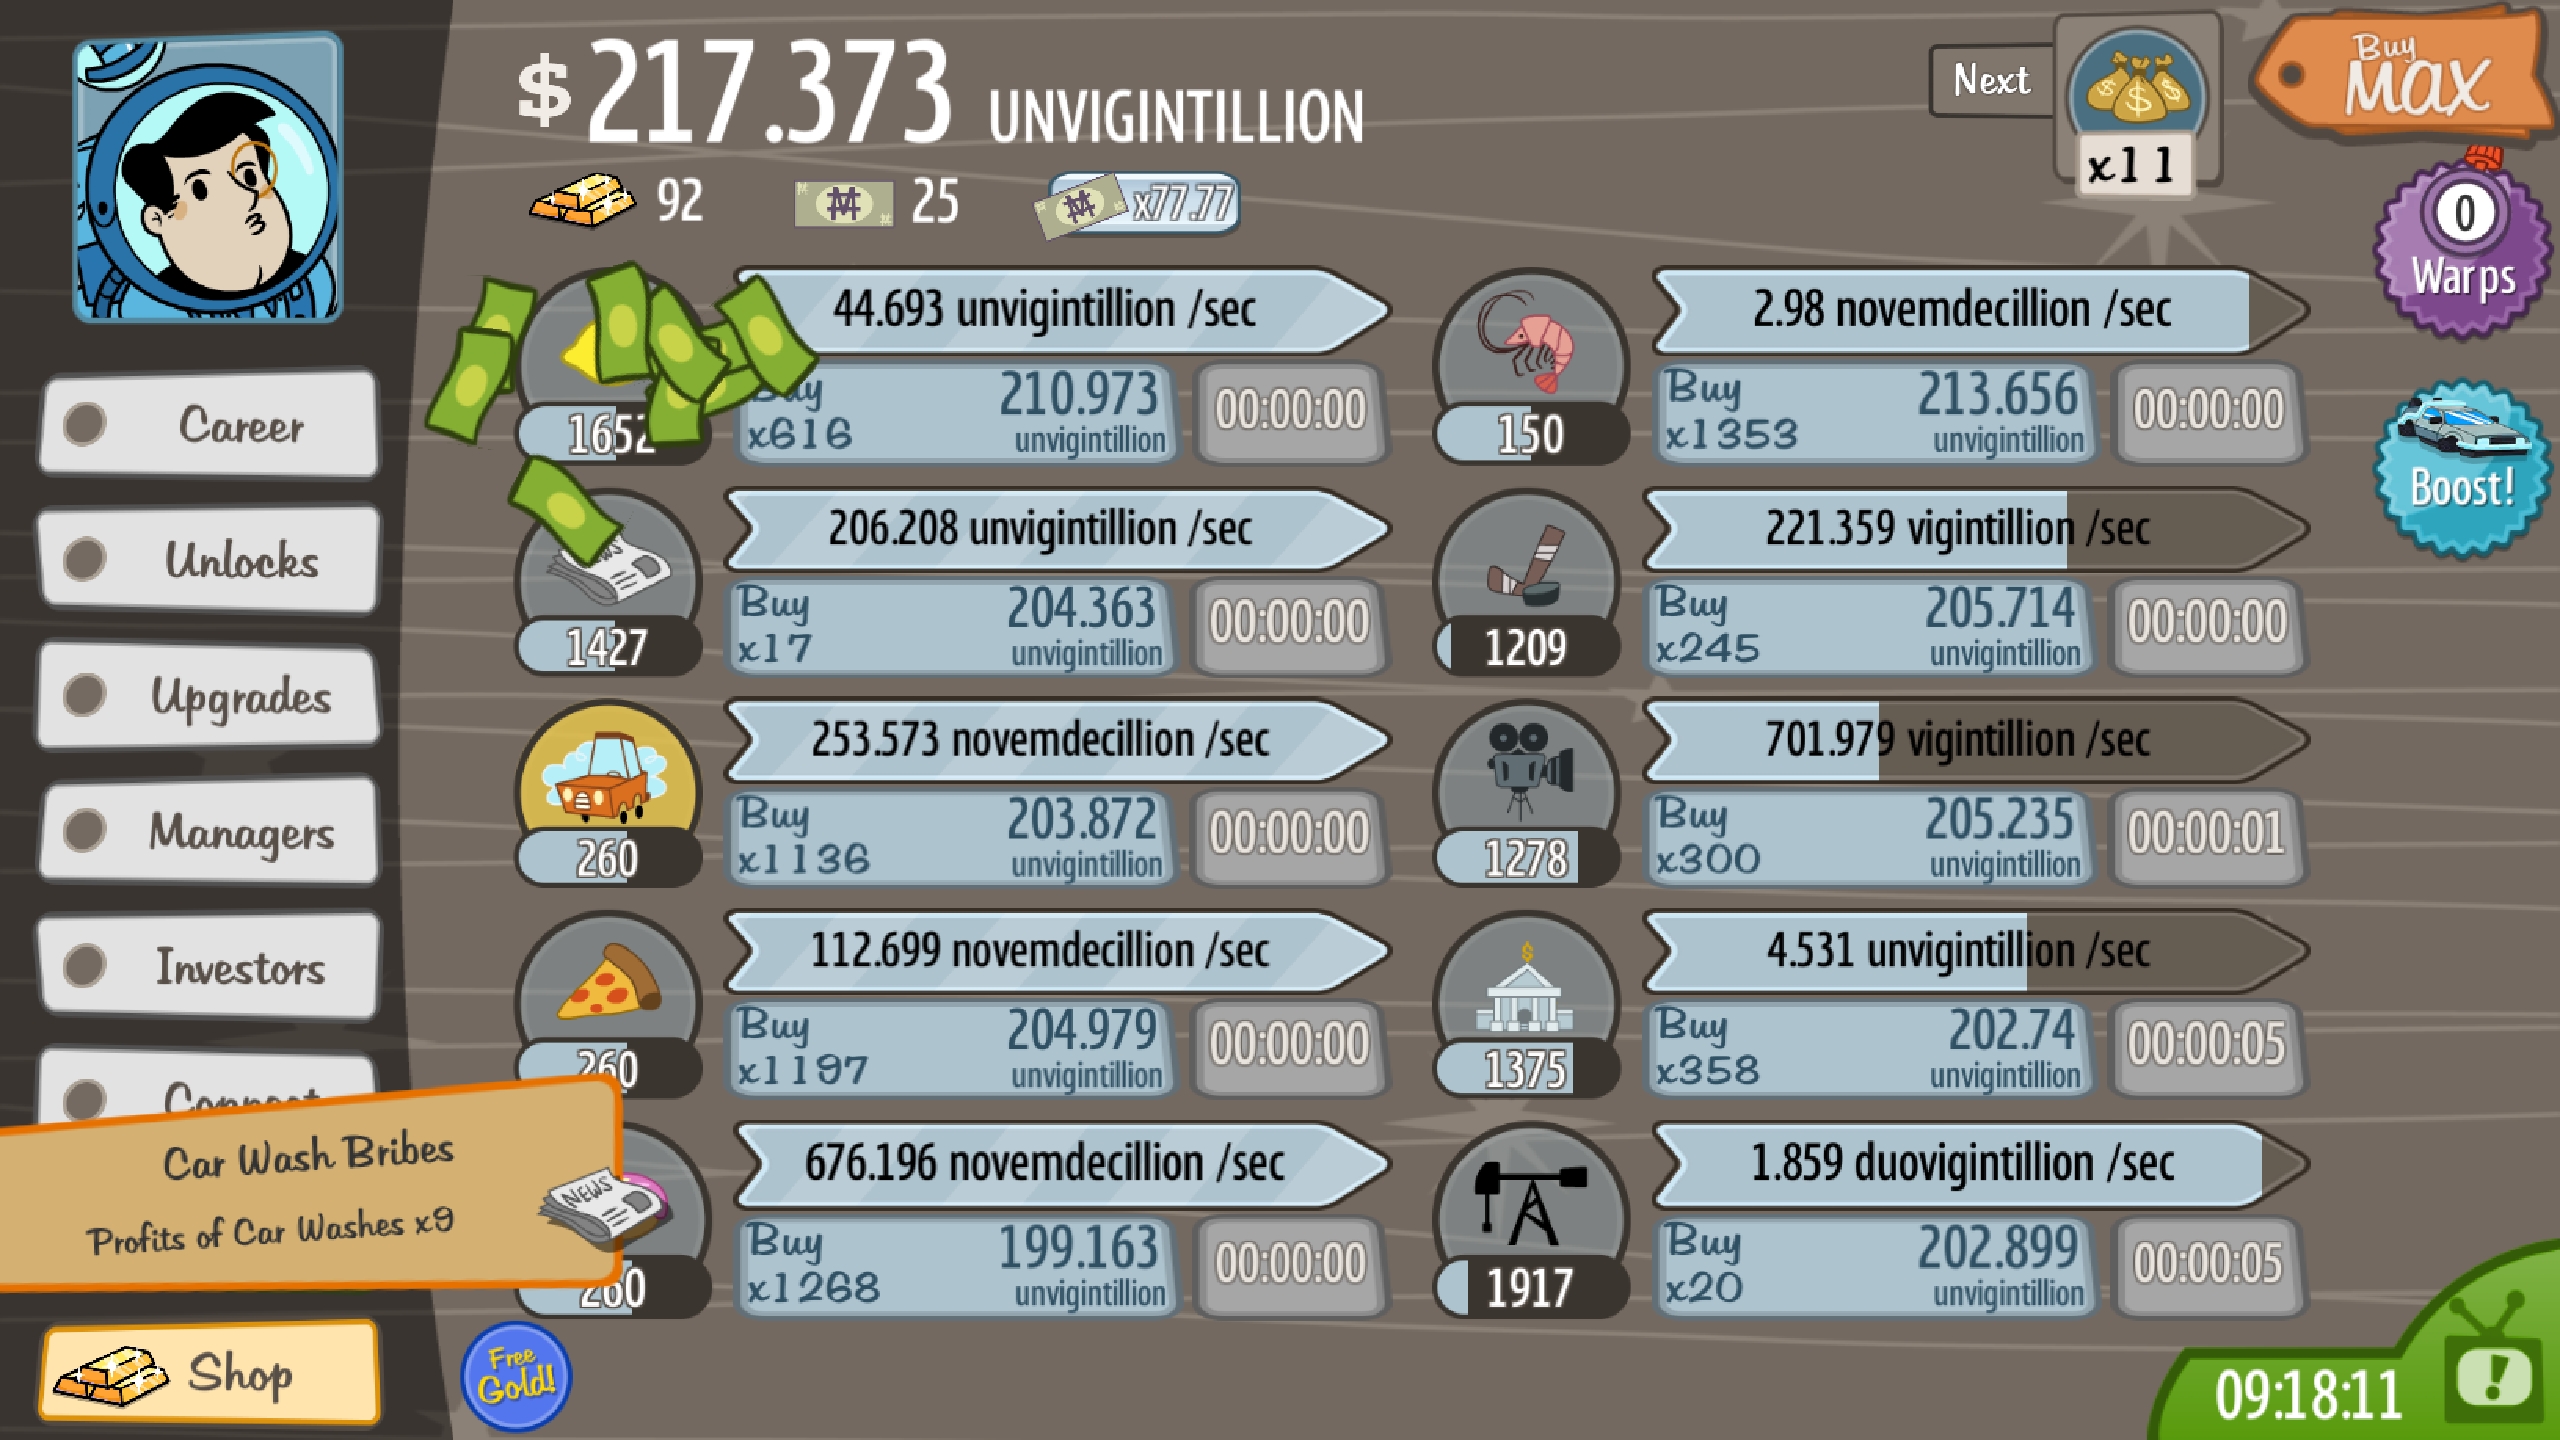 $217.373 UNVIGINTILLION
Next
x11
Buy
MAX
92
25
x77.77
0
Warps
Boost!
Career
Unlocks
Upgrades
Managers
Investors
Connect
Car Wash Bribes
Profits of Car Washes x9
NEWS
Shop
Free
Gold!
44.693 unvigintillion /sec
1652
Buy
x616
210.973
unvigintillion
00:00:00
206.208 unvigintillion /sec
1427
Buy
x17
204.363
unvigintillion
00:00:00
253.573 novemdecillion /sec
260
Buy
x1136
203.872
unvigintillion
00:00:00
112.699 novemdecillion /sec
260
Buy
x1197
204.979
unvigintillion
00:00:00
676.196 novemdecillion /sec
260
Buy
x1268
199.163
unvigintillion
00:00:00
2.98 novemdecillion /sec
150
Buy
x1353
213.656
unvigintillion
00:00:00
221.359 vigintillion /sec
1209
Buy
x245
205.714
unvigintillion
00:00:00
701.979 vigintillion /sec
1278
Buy
x300
205.235
unvigintillion
00:00:01
4.531 unvigintillion /sec
1375
Buy
x358
202.74
unvigintillion
00:00:05
1.859 duovigintillion /sec
1917
Buy
x20
202.899
unvigintillion
00:00:05
09:18:11